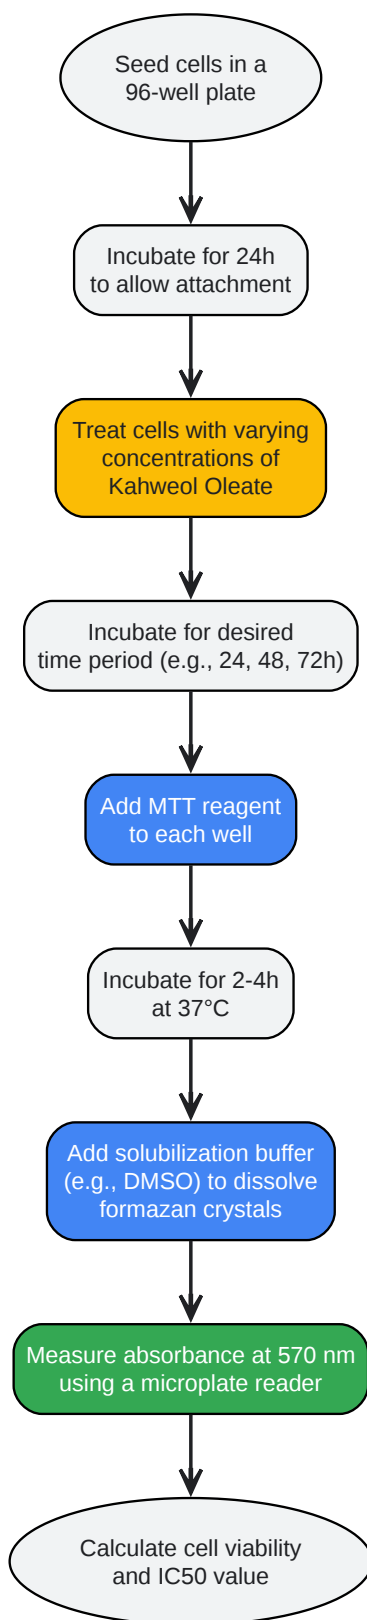 Seed cells in a
96-well plate
Incubate for 24h
to allow attachment
Treat cells with varying
concentrations of
Kahweol Oleate
Incubate for desired
time period (e.g., 24, 48, 72h)
Add MTT reagent
to each well
Incubate for 2-4h
at 37°C
Add solubilization buffer
(e.g., DMSO) to dissolve
formazan crystals
Measure absorbance at 570 nm
using a microplate reader
Calculate cell viability
and IC50 value